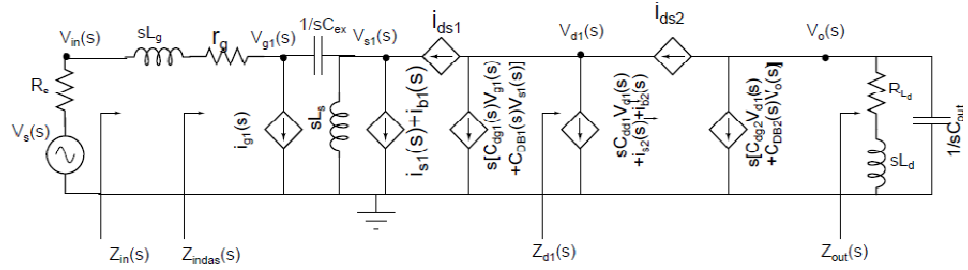 V_in(s)
sL_g
r_g
V_g1(s)
1/sC_ex
V_s1(s)
i_ds1
V_d1(s)
i_ds2
V_o(s)
R_s
V_s(s)
i_g1(s)
sL_s
i_s1(s)+i_b1(s)
s[C_dg1(s)V_g1(s)
+C_DB1(s)V_s1(s)]
sC_dd1V_d1(s)
+i_s2(s)+i_b2(s)
s[C_dg2V_d1(s)
+C_DB2(s)V_o(s)]
R_Ld
sL_d
1/sC_out
Z_in(s)
Z_indas(s)
Z_d1(s)
Z_out(s)